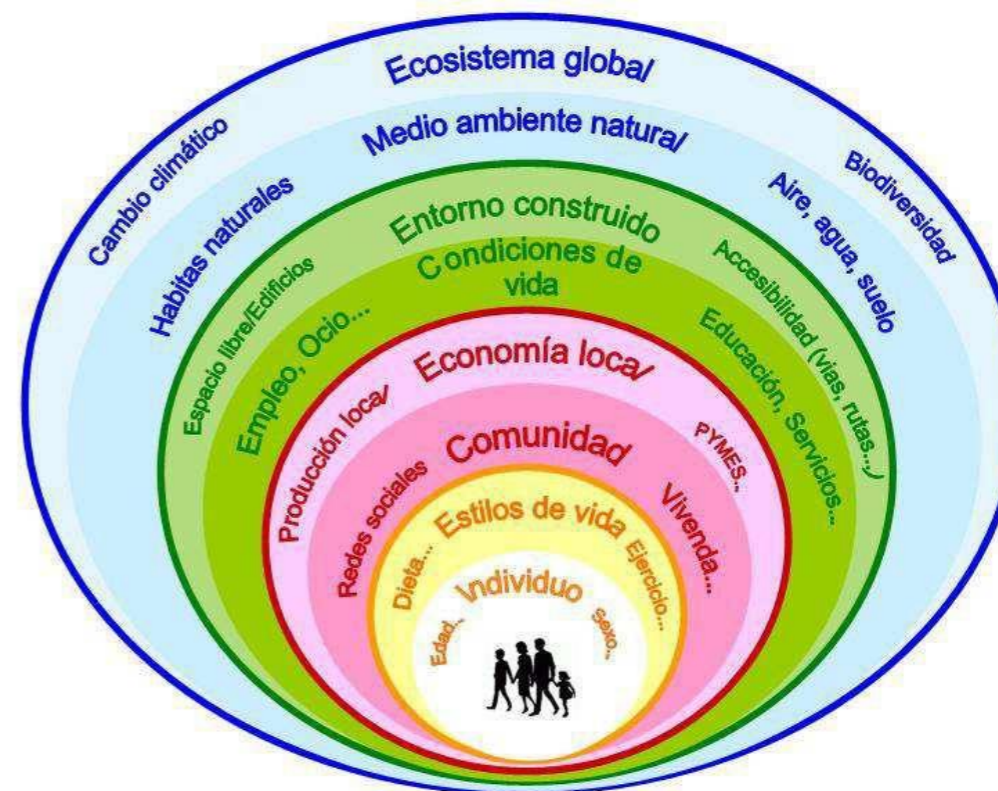 Ecosistema global
Cambio climático
Biodiversidad
Medio ambiente natural
Habitas naturales
Aire, agua, suelo
Entorno construido
Espacio libre/Edificios
Accesibilidad (vias, rutas...)
Condiciones de
vida
Empleo, Ocio...
Educación, Servicios...
Economía local
Producción local
PYMES...
Comunidad
Redes sociales
Vivenda...
Estilos de vida
Dieta...
Ejercicio...
Individuo
Edad...
Sexo...